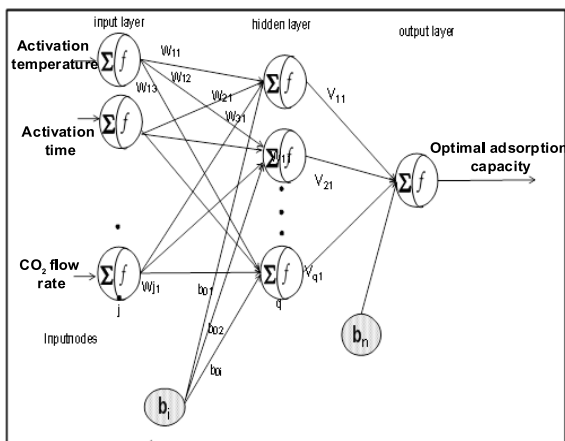 input layer
hidden layer
output layer
Activation
temperature
Activation
time
CO₂ flow
rate
Σ f
Σ f
Σ f
Σ f
Σ f
Σ f
Σ f
W11
W12
W13
W21
W31
Wj1
V11
V21
Vq1
Optimal adsorption
capacity
b01
b02
b0i
j
q
Inputnodes
bn
bi